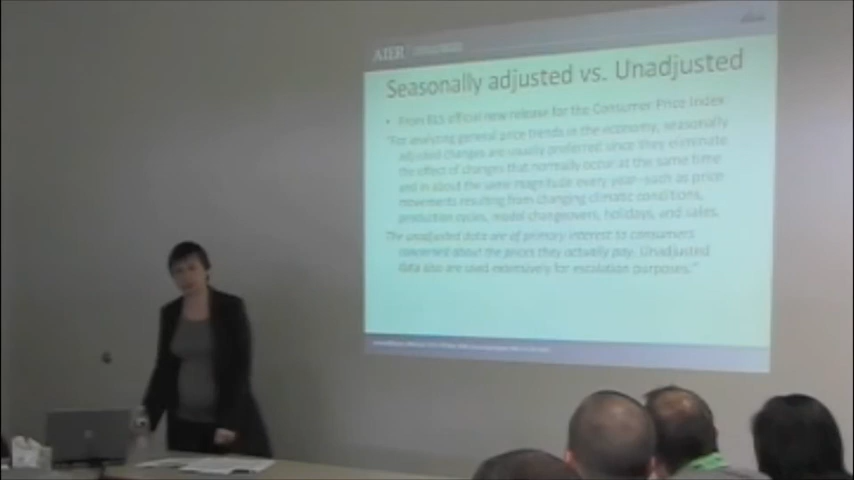 AIER
Seasonally adjusted vs. Unadjusted
• From BLS official new release for the Consumer Price Index:
"For analyzing general price trends in the economy, seasonally
adjusted changes are usually preferred since they eliminate
the effect of changes that normally occur at the same time
and in about the same magnitude every year—such as price
movements resulting from changing climatic conditions,
production cycles, model changeovers, holidays, and sales.
The unadjusted data are of primary interest to consumers
concerned about the prices they actually pay. Unadjusted
data also are used extensively for escalation purposes."